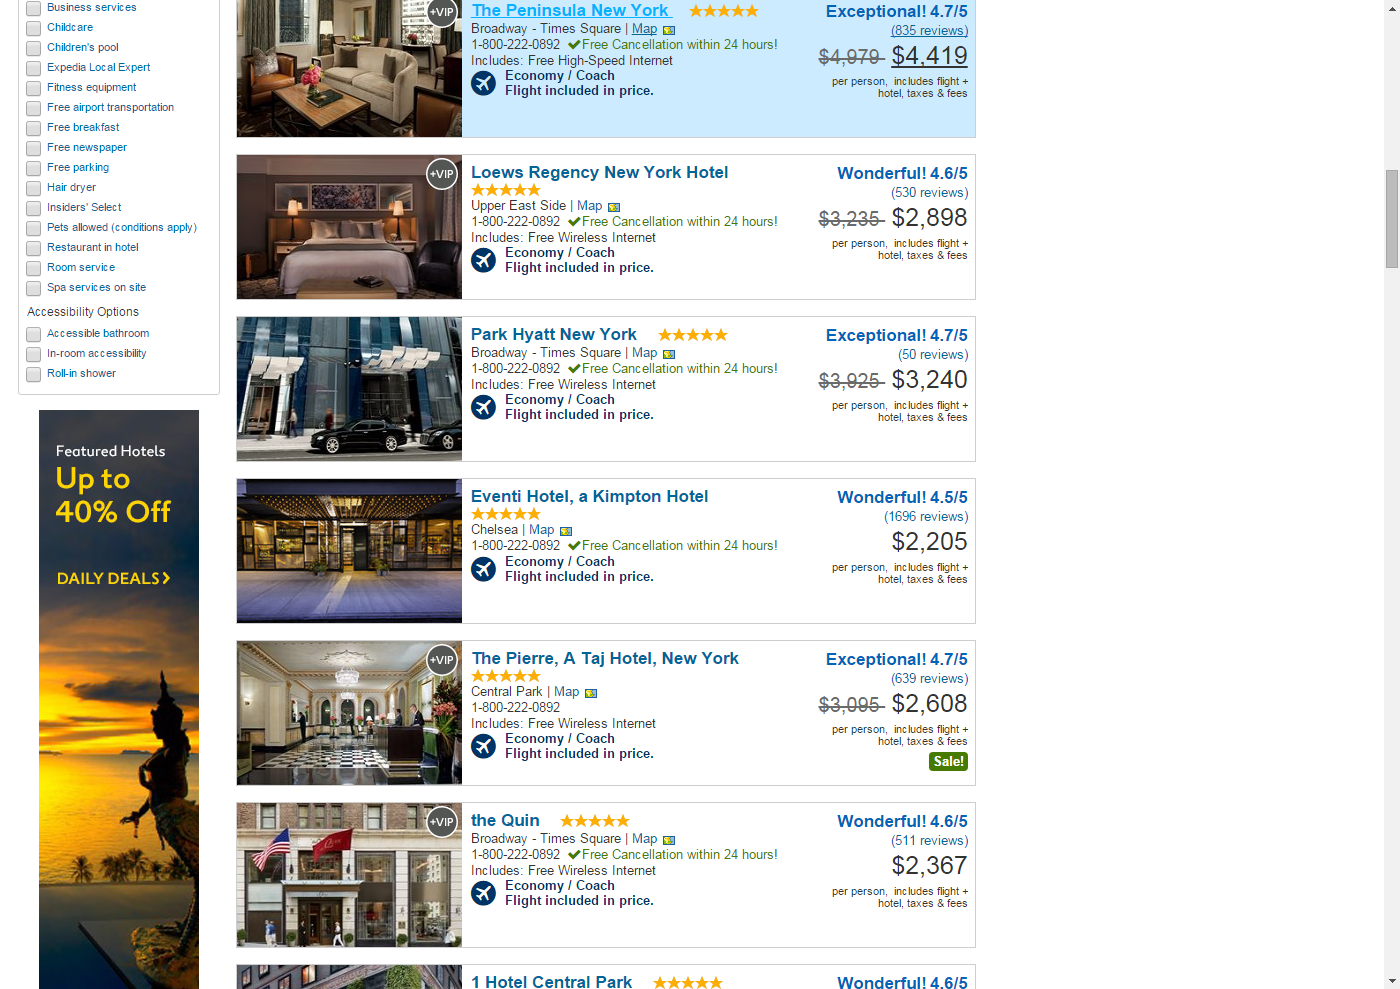 Business services
Childcare
Children's pool
Expedia Local Expert
Fitness equipment
Free airport transportation
Free breakfast
Free newspaper
Free parking
Hair dryer
Insiders' Select
Pets allowed (conditions apply)
Restaurant in hotel
Room service
Spa services on site
Accessibility Options
Accessible bathroom
In-room accessibility
Roll-in shower
Featured Hotels
Up to
40% Off
DAILY DEALS
+VIP
The Peninsula New York
Exceptional! 4.7/5
Broadway - Times Square | Map
(835 reviews)
1-800-222-0892 Free Cancellation within 24 hours!
$4,979 $4,419
Includes: Free High-Speed Internet
Economy / Coach
Flight included in price.
per person, includes flight +
hotel, taxes & fees
+VIP
Loews Regency New York Hotel
Wonderful! 4.6/5
(530 reviews)
Upper East Side | Map
$3,235 $2,898
1-800-222-0892 Free Cancellation within 24 hours!
Includes: Free Wireless Internet
Economy / Coach
Flight included in price.
per person, includes flight +
hotel, taxes & fees
Park Hyatt New York
Exceptional! 4.7/5
Broadway - Times Square | Map
(50 reviews)
1-800-222-0892 Free Cancellation within 24 hours!
$3,925 $3,240
Includes: Free Wireless Internet
Economy / Coach
Flight included in price.
per person, includes flight +
hotel, taxes & fees
Eventi Hotel, a Kimpton Hotel
Wonderful! 4.5/5
(1696 reviews)
Chelsea | Map
$2,205
1-800-222-0892 Free Cancellation within 24 hours!
Economy / Coach
Flight included in price.
per person, includes flight +
hotel, taxes & fees
+VIP
The Pierre, A Taj Hotel, New York
Exceptional! 4.7/5
(639 reviews)
Central Park | Map
$3,095 $2,608
1-800-222-0892
Includes: Free Wireless Internet
Economy / Coach
Flight included in price.
per person, includes flight +
hotel, taxes & fees
Sale!
+VIP
the Quin
Wonderful! 4.6/5
Broadway - Times Square | Map
(511 reviews)
1-800-222-0892 Free Cancellation within 24 hours!
$2,367
Includes: Free Wireless Internet
Economy / Coach
Flight included in price.
per person, includes flight +
hotel, taxes & fees
1 Hotel Central Park
Wonderful! 4.6/5